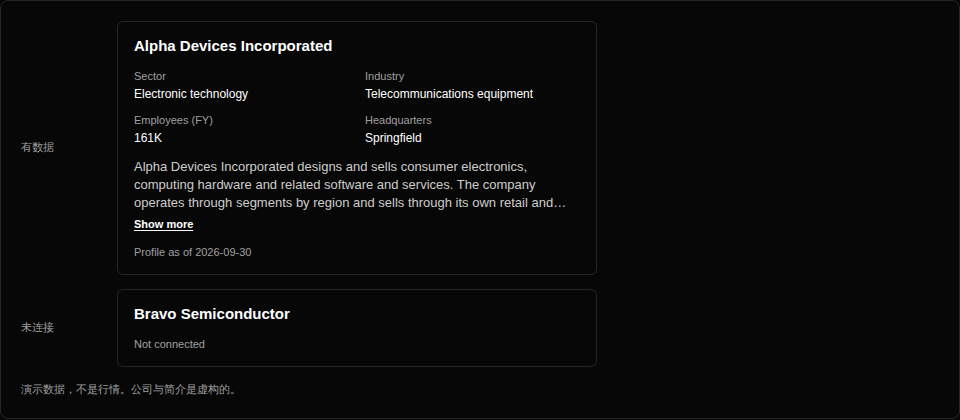 Alpha Devices Incorporated
Sector
Industry
Electronic technology
Telecommunications equipment
Employees (FY)
Headquarters
161K
Springfield
有数据
Alpha Devices Incorporated designs and sells consumer electronics,
computing hardware and related software and services. The company
operates through segments by region and sells through its own retail and…
Show more
Profile as of 2026-09-30
Bravo Semiconductor
未连接
Not connected
演示数据，不是行情。公司与简介是虚构的。